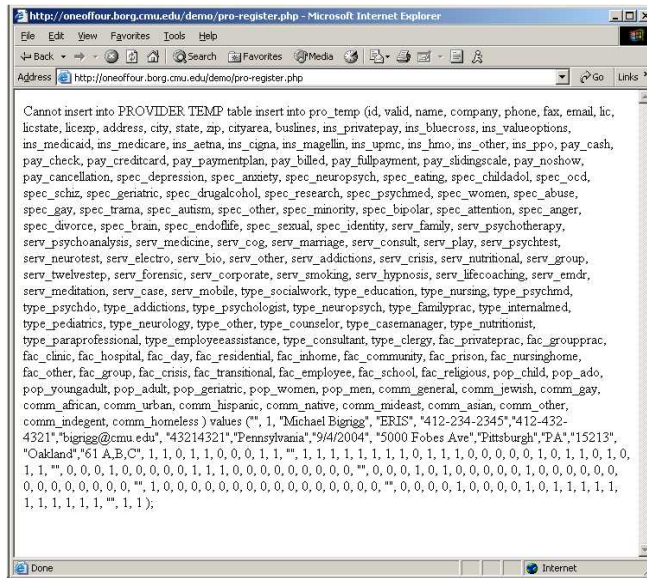 http://oneoffour.borg.cmu.edu/demo/pro-register.php - Microsoft Internet Explorer
File Edit View Favorites Tools Help
Back Search Favorites Media
Address http://oneoffour.borg.cmu.edu/demo/pro-register.php Go Links »
Cannot insert into PROVIDER TEMP table insert into pro_temp (id, valid, name, company, phone, fax, email, lic,
licstate, licexp, address, city, state, zip, cityarea, buslines, ins_privatepay, ins_bluecross, ins_valueoptions,
ins_medicaid, ins_medicare, ins_aetna, ins_cigna, ins_magellin, ins_upmc, ins_hmo, ins_other, ins_ppo, pay_cash,
pay_check, pay_creditcard, pay_paymentplan, pay_billed, pay_fullpayment, pay_slidingscale, pay_noshow,
pay_cancellation, spec_depression, spec_anxiety, spec_neuropsych, spec_eating, spec_childadol, spec_ocd,
spec_schiz, spec_geriatric, spec_drugalcohol, spec_research, spec_psychmed, spec_women, spec_abuse,
spec_gay, spec_trama, spec_autism, spec_other, spec_minority, spec_bipolar, spec_attention, spec_anger,
spec_divorce, spec_brain, spec_endoflife, spec_sexual, spec_identity, serv_family, serv_psychotherapy,
serv_psychoanalysis, serv_medicine, serv_cog, serv_marriage, serv_consult, serv_play, serv_psychtest,
serv_neurotest, serv_electro, serv_bio, serv_other, serv_addictions, serv_crisis, serv_nutritional, serv_group,
serv_twelvestep, serv_forensic, serv_corporate, serv_smoking, serv_hypnosis, serv_lifecoaching, serv_emdr,
serv_meditation, serv_case, serv_mobile, type_socialwork, type_education, type_nursing, type_psychmd,
type_psychdo, type_addictions, type_psychologist, type_neuropsych, type_familyprac, type_internalmed,
type_pediatrics, type_neurology, type_other, type_counselor, type_casemanager, type_nutritionist,
type_paraprofessional, type_employeeassistance, type_consultant, type_clergy, fac_privateprac, fac_groupprac,
fac_clinic, fac_hospital, fac_day, fac_residential, fac_inhome, fac_community, fac_prison, fac_nursinghome,
fac_other, fac_group, fac_crisis, fac_transitional, fac_employee, fac_school, fac_religious, pop_child, pop_ado,
pop_youngadult, pop_adult, pop_geriatric, pop_women, pop_men, comm_general, comm_jewish, comm_gay,
comm_african, comm_urban, comm_hispanic, comm_native, comm_mideast, comm_asian, comm_other,
comm_indegent, comm_homeless ) values ("", 1, "Michael Bigrigg", "ERIS", "412-234-2345","412-432-
4321","bigrigg@cmu.edu", "43214321","Pennsylvania","9/4/2004", "5000 Fobes Ave","Pittsburgh","PA","15213",
"Oakland","61 A,B,C", 1, 1, 0, 1, 1, 0, 0, 0, 1, 1, "", 1, 1, 1, 1, 1, 1, 1, 1, 0, 1, 1, 1, 0, 0, 0, 0, 0, 1, 0, 1, 1, 0, 1, 0,
1, 1, "", 0, 0, 0, 1, 0, 0, 0, 0, 0, 1, 1, 1, 0, 0, 0, 0, 0, 0, 0, 0, 0, "", 0, 0, 0, 0, 1, 0, 1, 0, 0, 0, 0, 0, 1, 0, 0, 0, 0, 0, 0,
0, 0, 0, 0, 0, 0, 0, 0, 0, "", 1, 0, 0, 0, 0, 0, 0, 0, 0, 0, 0, 0, 0, 0, 0, 0, 0, "", 0, 0, 0, 0, 1, 0, 0, 0, 0, 1, 0, 1, 1, 1, 1, 1,
1, 1, 1, 1, 1, 1, 1, "", 1, 1 );
Done Internet